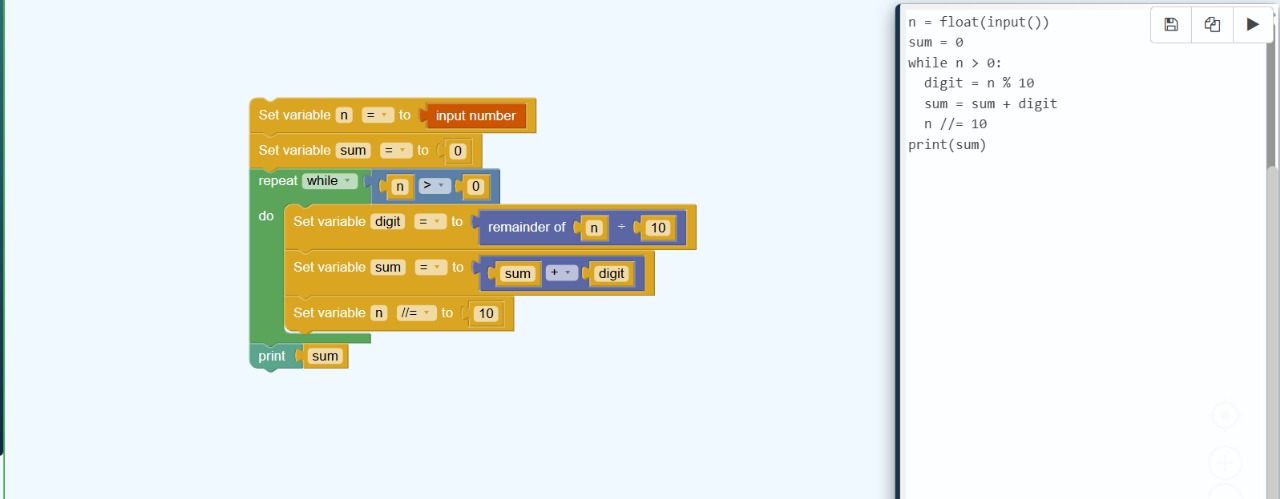 Set variable n = to input number
Set variable sum = to 0
repeat while n > 0
do
Set variable digit = to remainder of n ÷ 10
Set variable sum = to sum + digit
Set variable n //= to 10
print sum
n = float(input())
sum = 0
while n > 0:
  digit = n % 10
  sum = sum + digit
  n //= 10
print(sum)